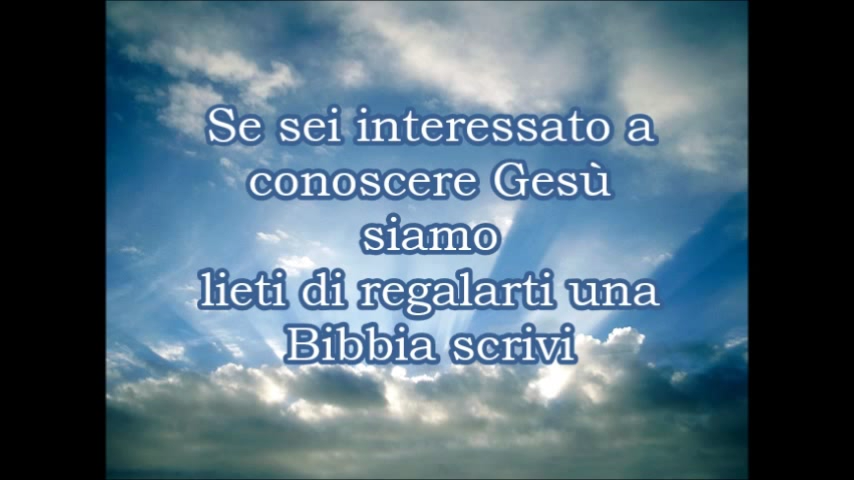 Se sei interessato a
conoscere Gesù
siamo
lieti di regalarti una
Bibbia scrivi